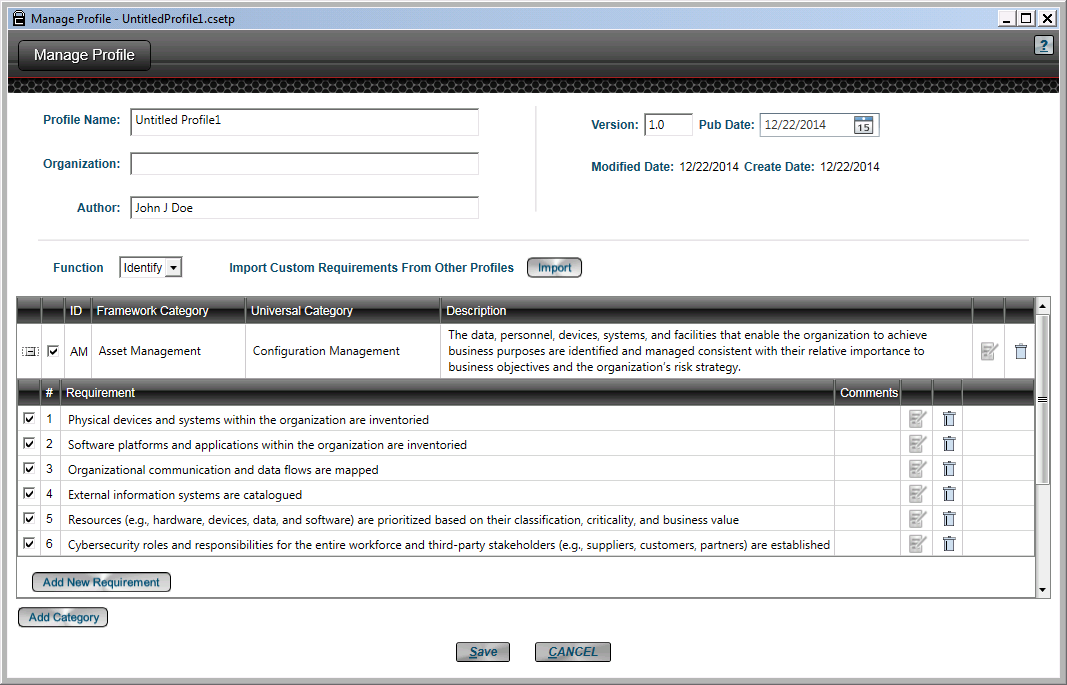 Manage Profile - UntitledProfile1.csetp
Manage Profile
?
Profile Name: Untitled Profile1
Version: 1.0 Pub Date: 12/22/2014 15
Organization:
Modified Date: 12/22/2014 Create Date: 12/22/2014
Author: John J Doe
Function Identify Import Custom Requirements From Other Profiles Import
ID Framework Category Universal Category Description
AM Asset Management Configuration Management
The data, personnel, devices, systems, and facilities that enable the organization to achieve
business purposes are identified and managed consistent with their relative importance to
business objectives and the organization's risk strategy.
# Requirement Comments
1 Physical devices and systems within the organization are inventoried
2 Software platforms and applications within the organization are inventoried
3 Organizational communication and data flows are mapped
4 External information systems are catalogued
5 Resources (e.g., hardware, devices, data, and software) are prioritized based on their classification, criticality, and business value
6 Cybersecurity roles and responsibilities for the entire workforce and third-party stakeholders (e.g., suppliers, customers, partners) are established
Add New Requirement
Add Category
Save CANCEL